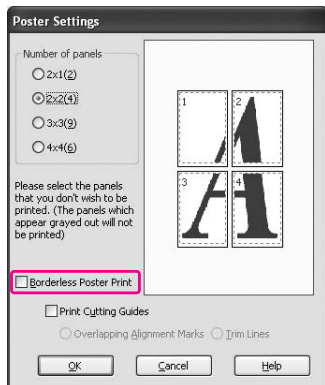 Poster Settings
Number of panels
2x1(2)
2x2(4)
3x3(9)
4x4(6)
Please select the panels
that you don't wish to be
printed. (The panels which
appear grayed out will not
be printed)
1 2
3 4
A
Borderless Poster Print
Print Cutting Guides
Overlapping Alignment Marks Trim Lines
OK Cancel Help